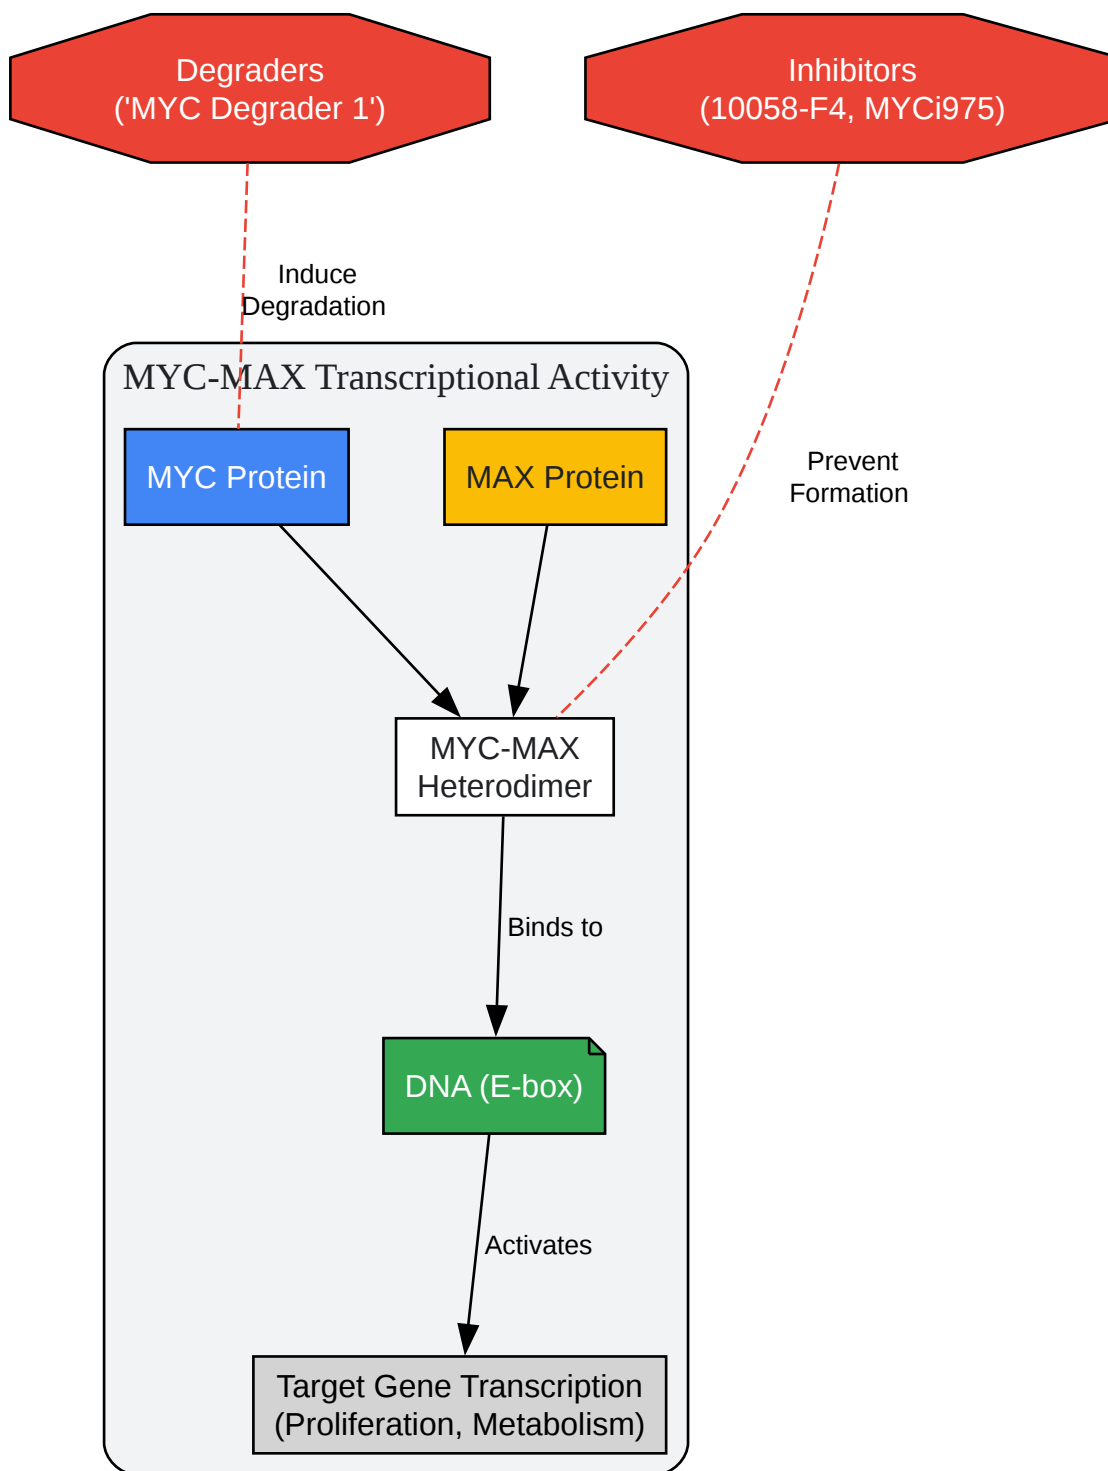 Degraders
('MYC Degrader 1')
Inhibitors
(10058-F4, MYCi975)
Induce
Degradation
MYC-MAX Transcriptional Activity
MYC Protein
MAX Protein
Prevent
Formation
MYC-MAX
Heterodimer
Binds to
DNA (E-box)
Activates
Target Gene Transcription
(Proliferation, Metabolism)